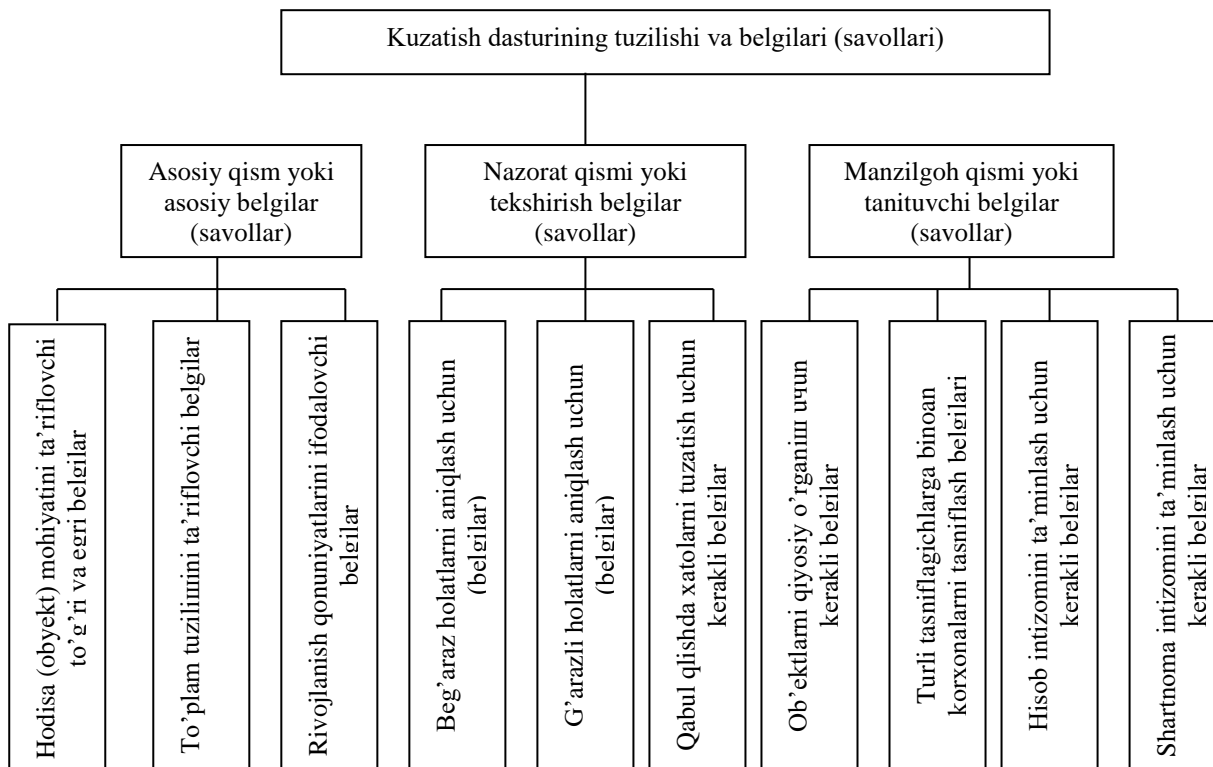 Kuzatish dasturining tuzilishi va belgilari (savollari)
Asosiy qism yoki
asosiy belgilar
(savollar)
Nazorat qismi yoki
tekshirish belgilar
(savollar)
Manzilgoh qismi yoki
tanituvchi belgilar
(savollar)
Hodisa (obyekt) mohiyatini ta’riflovchi
to’g’ri va egri belgilar
To’plam tuziliшini ta’riflovchi belgilar
Rivojlanish qonuniyatlarini ifodalovchi
belgilar
Beg’araz holatlarni aniqlash uchun
(belgilar)
G’arazli holatlarni aniqlash uchun
(belgilar)
Qabul qlishda xatolarni tuzatish uchun
kerakli belgilar
Ob’ektlarni qiyosiy o’rganiш uчun
kerakli belgilar
Turli tasniflagichlarga binoan
korxonalarni tasniflash belgilari
Hisob intizomini ta’minlash uchun
kerakli belgilar
Shartnoma intizomini ta’minlash uchun
kerakli belgilar